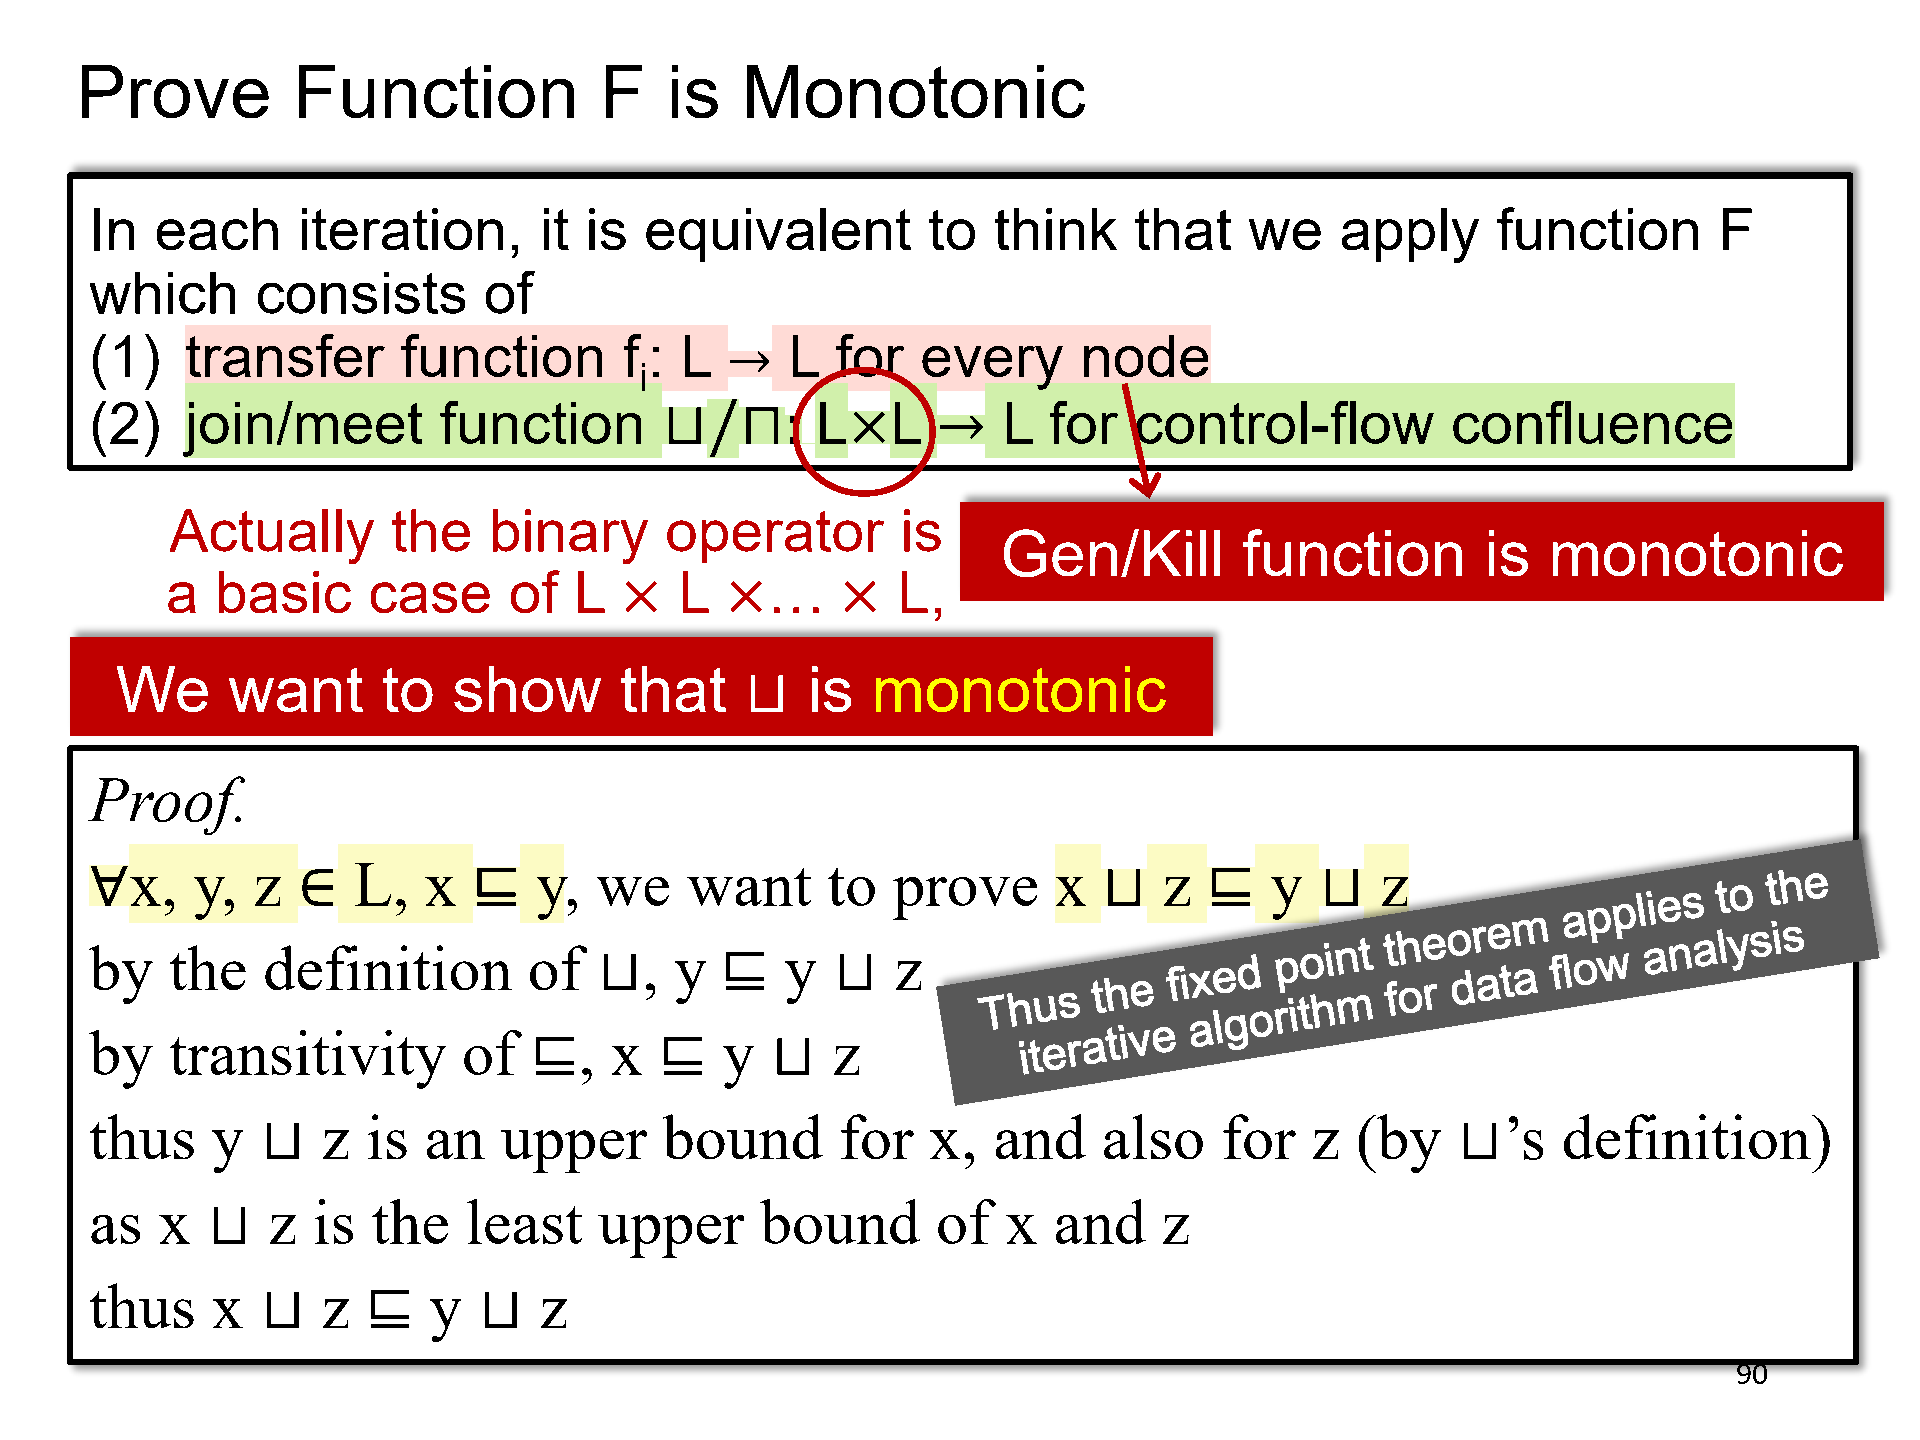 Prove Function F is Monotonic
In each iteration, it is equivalent to think that we apply function F
which consists of
(1) transfer function fᵢ: L → L for every node
(2) join/meet function ⊔/⊓: L×L → L for control-flow confluence
Actually the binary operator is
a basic case of L × L ×… × L,
Gen/Kill function is monotonic
We want to show that ⊔ is monotonic
Proof.
∀x, y, z ∈ L, x ⊑ y, we want to prove x ⊔ z ⊑ y ⊔ z
by the definition of ⊔, y ⊑ y ⊔ z
by transitivity of ⊑, x ⊑ y ⊔ z
thus y ⊔ z is an upper bound for x, and also for z (by ⊔’s definition)
as x ⊔ z is the least upper bound of x and z
thus x ⊔ z ⊑ y ⊔ z
Thus the fixed point theorem applies to the
iterative algorithm for data flow analysis
90